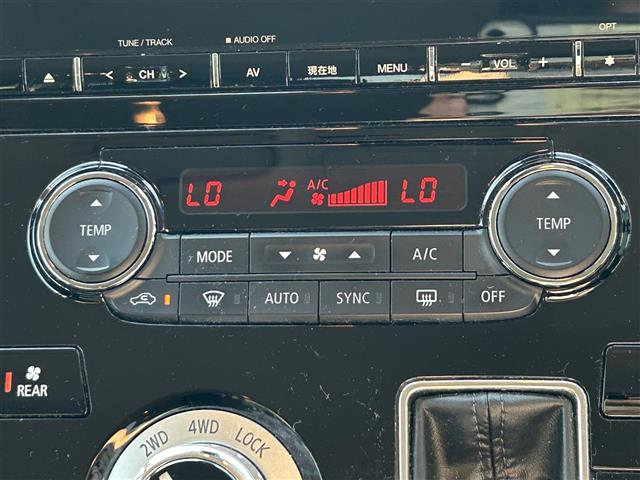 OPT
TUNE / TRACK
AUDIO OFF
< CH ∨ > AV 現在地 MENU - VOL + *
LO A/C LO
TEMP
TEMP
MODE A/C
AUTO SYNC OFF
REAR
2WD 4WD LOCK